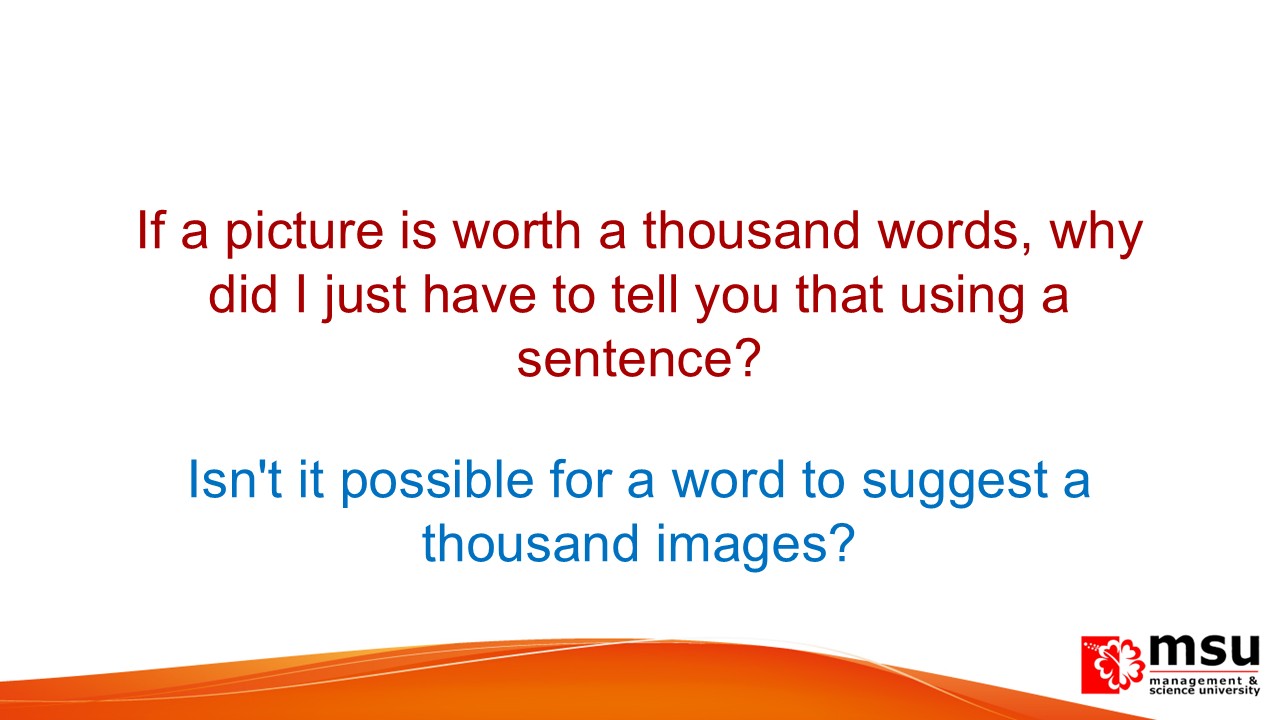 If a picture is worth a thousand words, why
did I just have to tell you that using a
sentence?
Isn't it possible for a word to suggest a
thousand images?
msu
management &
science university